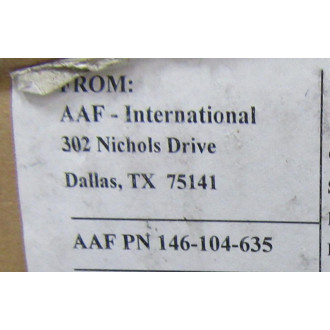 FROM:
AAF - International
302 Nichols Drive
Dallas, TX 75141
AAF PN 146-104-635